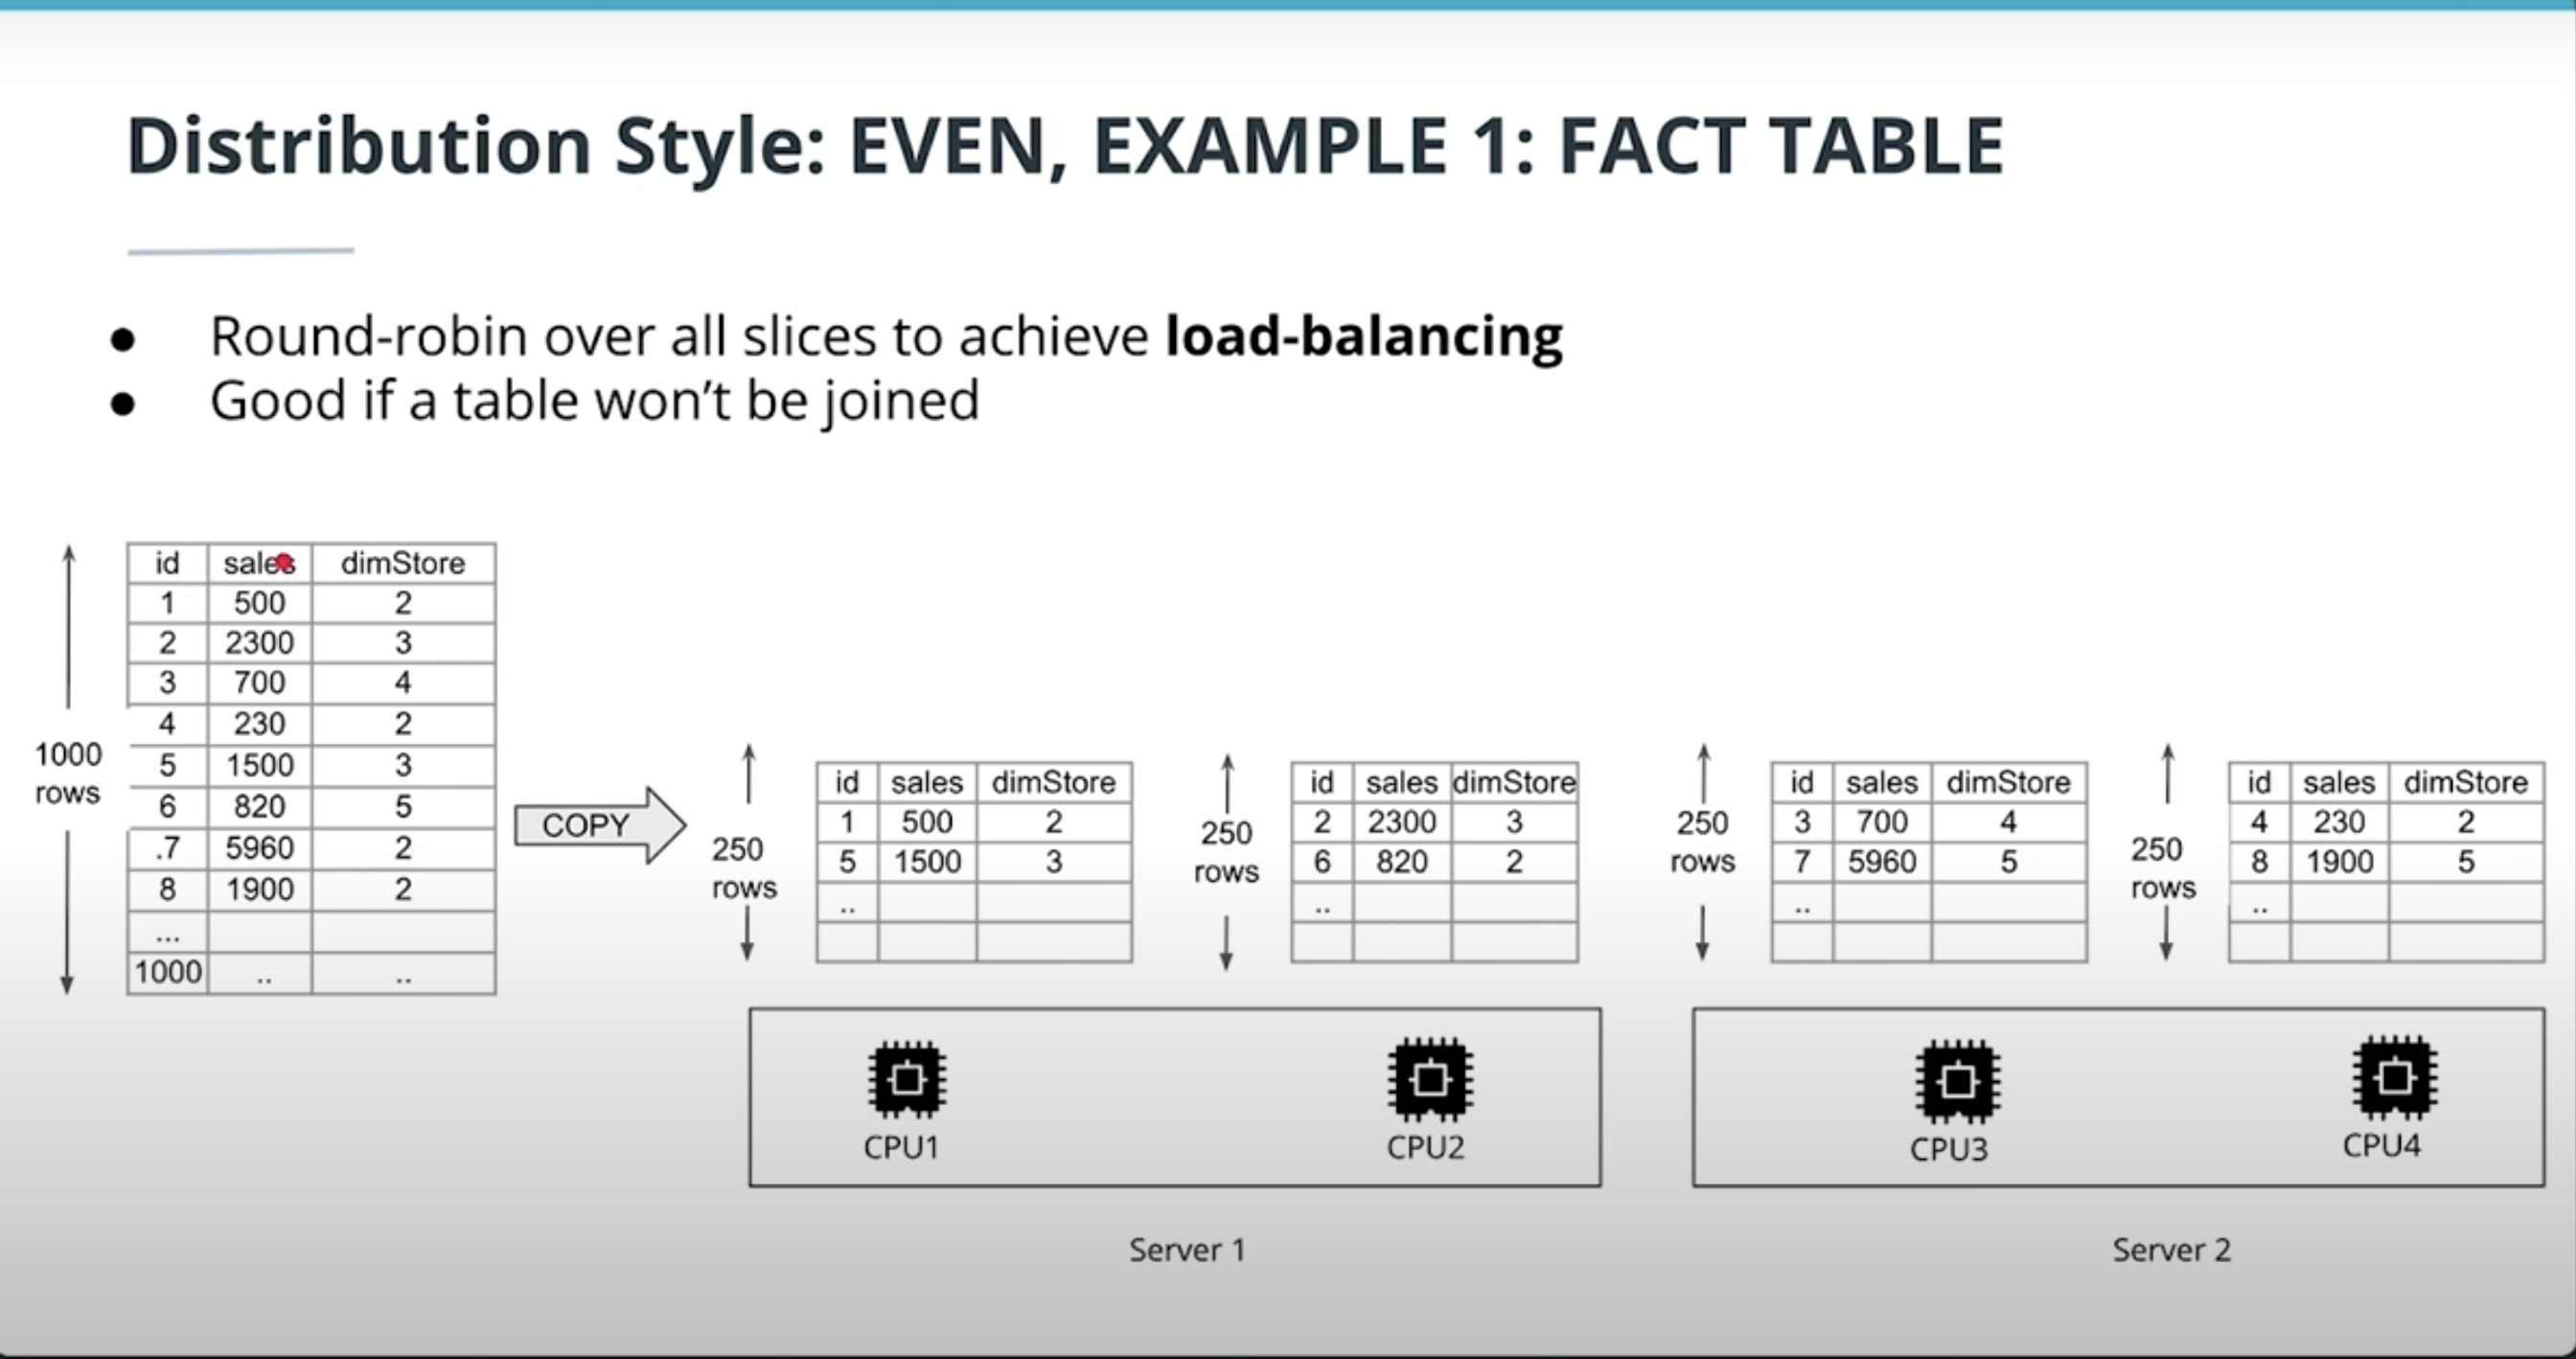 Distribution Style: EVEN, EXAMPLE 1: FACT TABLE
● Round-robin over all slices to achieve load-balancing
● Good if a table won’t be joined
1000
rows
id sales dimStore
1 500 2
2 2300 3
3 700 4
4 230 2
5 1500 3
6 820 5
.7 5960 2
8 1900 2
...
1000 .. ..
COPY
250
rows
id sales dimStore
1 500 2
5 1500 3
..
250
rows
id sales dimStore
2 2300 3
6 820 2
..
250
rows
id sales dimStore
3 700 4
7 5960 5
..
250
rows
id sales dimStore
4 230 2
8 1900 5
..
CPU1
CPU2
CPU3
CPU4
Server 1
Server 2